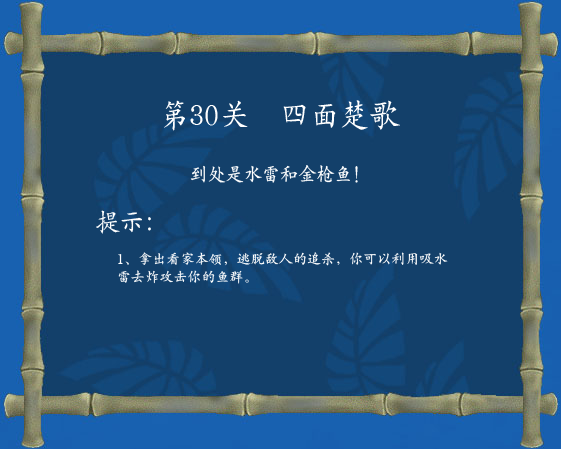 第30关 四面楚歌
到处是水雷和金枪鱼!
提示:
1、拿出看家本领，逃脱敌人的追杀，你可以利用吸水
雷去炸攻击你的鱼群。